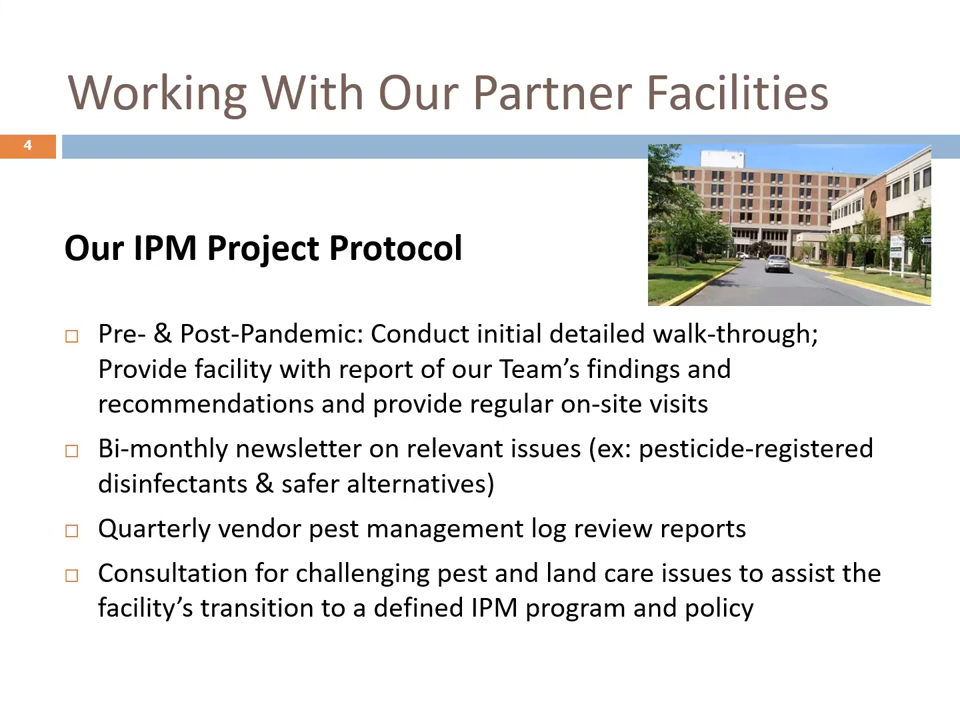 Working With Our Partner Facilities
4
Our IPM Project Protocol
Pre- & Post-Pandemic: Conduct initial detailed walk-through;
Provide facility with report of our Team’s findings and
recommendations and provide regular on-site visits
Bi-monthly newsletter on relevant issues (ex: pesticide-registered
disinfectants & safer alternatives)
Quarterly vendor pest management log review reports
Consultation for challenging pest and land care issues to assist the
facility’s transition to a defined IPM program and policy